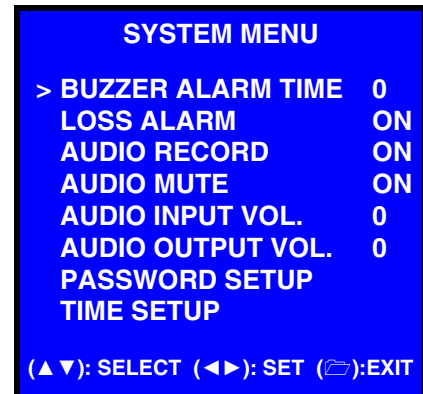 SYSTEM MENU
> BUZZER ALARM TIME 0
LOSS ALARM ON
AUDIO RECORD ON
AUDIO MUTE ON
AUDIO INPUT VOL. 0
AUDIO OUTPUT VOL. 0
PASSWORD SETUP
TIME SETUP
(▲▼): SELECT (◄►): SET (🗁):EXIT